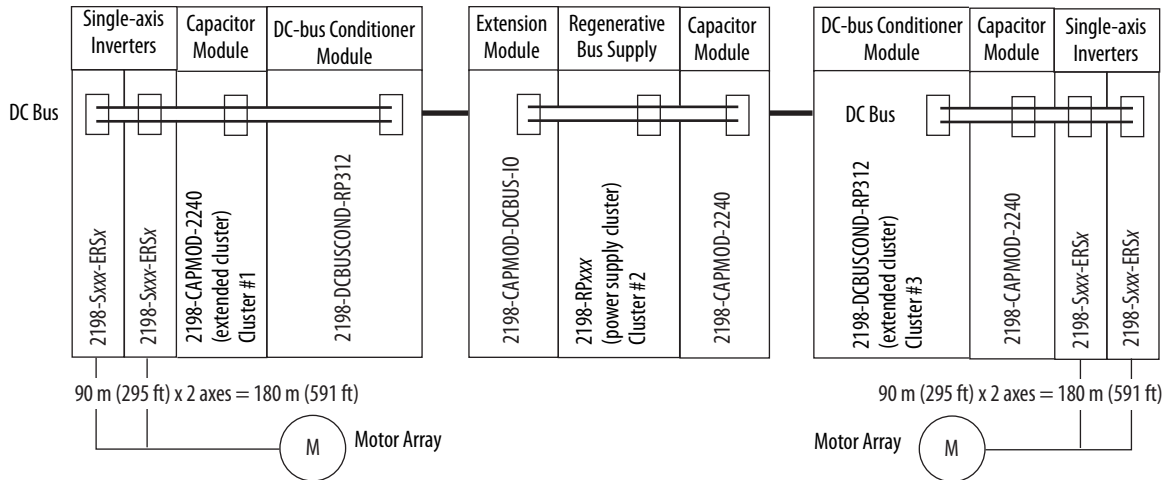 Single-axis
Inverters
Capacitor
Module
DC-bus Conditioner
Module
Extension
Module
Regenerative
Bus Supply
Capacitor
Module
DC-bus Conditioner
Module
Capacitor
Module
Single-axis
Inverters
DC Bus
DC Bus
2198-Sxxx-ERSx
2198-Sxxx-ERSx
2198-CAPMOD-2240
(extended cluster)
Cluster #1
2198-DCBUSCOND-RP312
2198-CAPMOD-DCBUS-IO
2198-RPxxx
(power supply cluster)
Cluster #2
2198-CAPMOD-2240
2198-DCBUSCOND-RP312
(extended cluster)
Cluster #3
2198-CAPMOD-2240
2198-Sxxx-ERSx
2198-Sxxx-ERSx
90 m (295 ft) x 2 axes = 180 m (591 ft)
90 m (295 ft) x 2 axes = 180 m (591 ft)
M
Motor Array
Motor Array
M